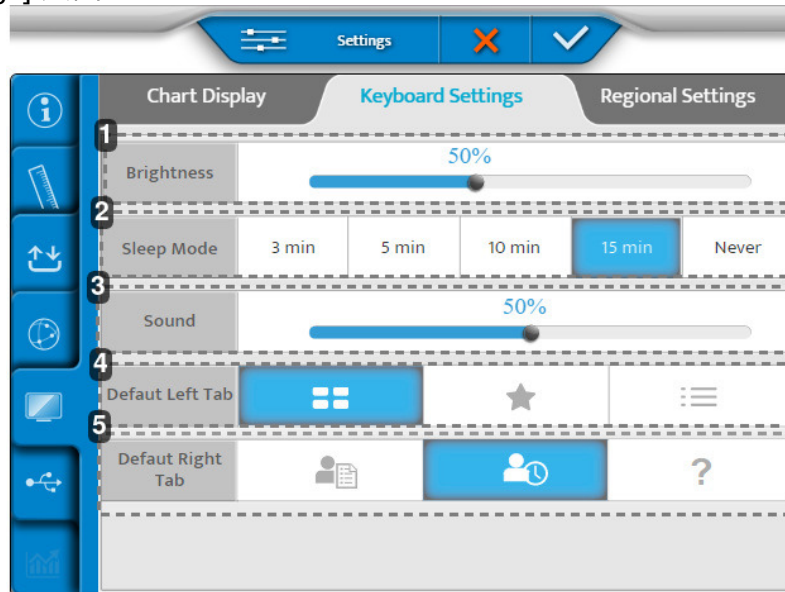 Settings
Chart Display Keyboard Settings Regional Settings
1
Brightness 50%
2
Sleep Mode 3 min 5 min 10 min 15 min Never
3
Sound 50%
4
Defaut Left Tab
5
Defaut Right
Tab ?